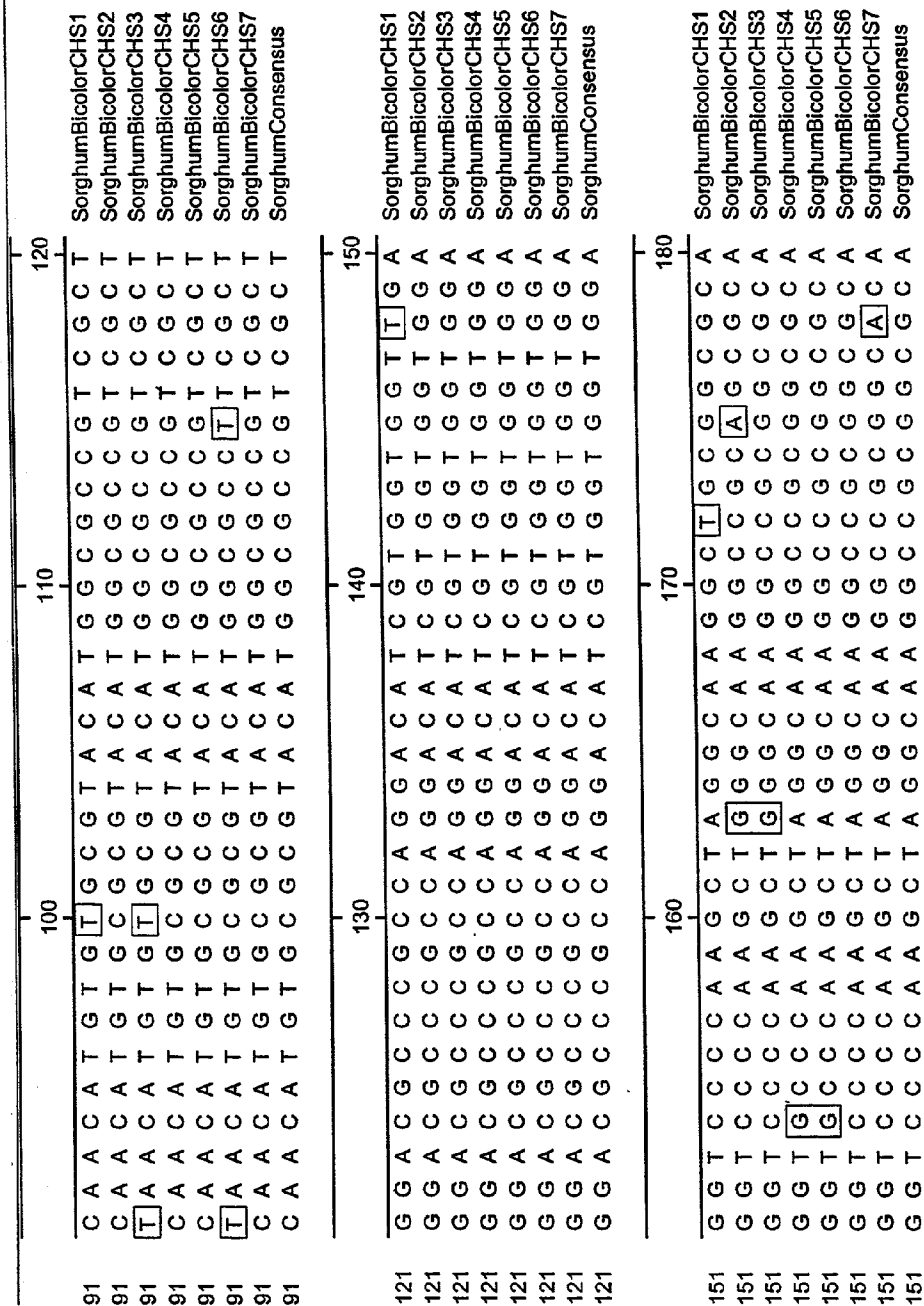 100 110 120
91 C A A C A T G T G T G C G T A C A T G G C G C C G T C G C T SorghumBicolorCHS1
91 C A A C A T G T G C G C G T A C A T G G C G C C G T C G C T SorghumBicolorCHS2
91 T A A C A T G T G T G C G T A C A T G G C G C C G T C G C T SorghumBicolorCHS3
91 C A A C A T G T G C G C G T A C A T G G C G C C G T C G C T SorghumBicolorCHS4
91 C A A C A T G T G C G C G T A C A T G G C G C C G T C G C T SorghumBicolorCHS5
91 T A A C A T G T G C G C G T A C A T G G C G C C T T C G C T SorghumBicolorCHS6
91 C A A C A T G T G C G C G T A C A T G G C G C C G T C G C T SorghumBicolorCHS7
91 C A A C A T G T G C G C G T A C A T G G C G C C G T C G C T SorghumConsensus
130 140 150
121 G G A C G C C C G C C A G G A C A T C G T G G T G G T T G A SorghumBicolorCHS1
121 G G A C G C C C G C C A G G A C A T C G T G G T G G T G G A SorghumBicolorCHS2
121 G G A C G C C C G C C A G G A C A T C G T G G T G G T G G A SorghumBicolorCHS3
121 G G A C G C C C G C C A G G A C A T C G T G G T G G T G G A SorghumBicolorCHS4
121 G G A C G C C C G C C A G G A C A T C G T G G T G G T G G A SorghumBicolorCHS5
121 G G A C G C C C G C C A G G A C A T C G T G G T G G T G G A SorghumBicolorCHS6
121 G G A C G C C C G C C A G G A C A T C G T G G T G G T G G A SorghumBicolorCHS7
121 G G A C G C C C G C C A G G A C A T C G T G G T G G T G G A SorghumConsensus
160 170 180
151 G G T C C C C A A G C T A G G C A A G G C T G C G G C G C A SorghumBicolorCHS1
151 G G T C C C C A A G C T G G G C A A G G C C G C A G C G C A SorghumBicolorCHS2
151 G G T C C C C A A G C T G G G C A A G G C C G C G G C G C A SorghumBicolorCHS3
151 G G T G C C C A A G C T A G G C A A G G C C G C G G C G C A SorghumBicolorCHS4
151 G G T G C C C A A G C T A G G C A A G G C C G C G G C G C A SorghumBicolorCHS5
151 G G T C C C C A A G C T A G G C A A G G C C G C G G C G C A SorghumBicolorCHS6
151 G G T C C C C A A G C T A G G C A A G G C C G C G G C A C A SorghumBicolorCHS7
151 G G T C C C C A A G C T A G G C A A G G C C G C G G C G C A SorghumConsensus